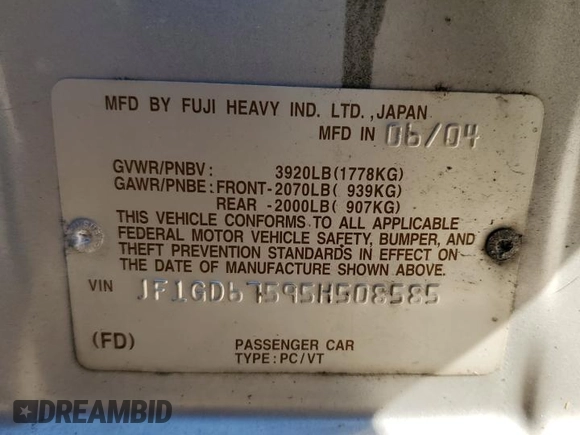 MFD BY FUJI HEAVY IND. LTD.,JAPAN
MFD IN 06/04
GVWR/PNBV : 3920LB(1778KG)
GAWR/PNBE : FRONT-2070LB( 939KG)
REAR -2000LB( 907KG)
THIS VEHICLE CONFORMS TO ALL APPLICABLE
FEDERAL MOTOR VEHICLE SAFETY, BUMPER, AND
THEFT PREVENTION STANDARDS IN EFFECT ON
THE DATE OF MANUFACTURE SHOWN ABOVE.
VIN JF1GD67595H508585
(FD) PASSENGER CAR
TYPE:PC/VT
DREAMBID